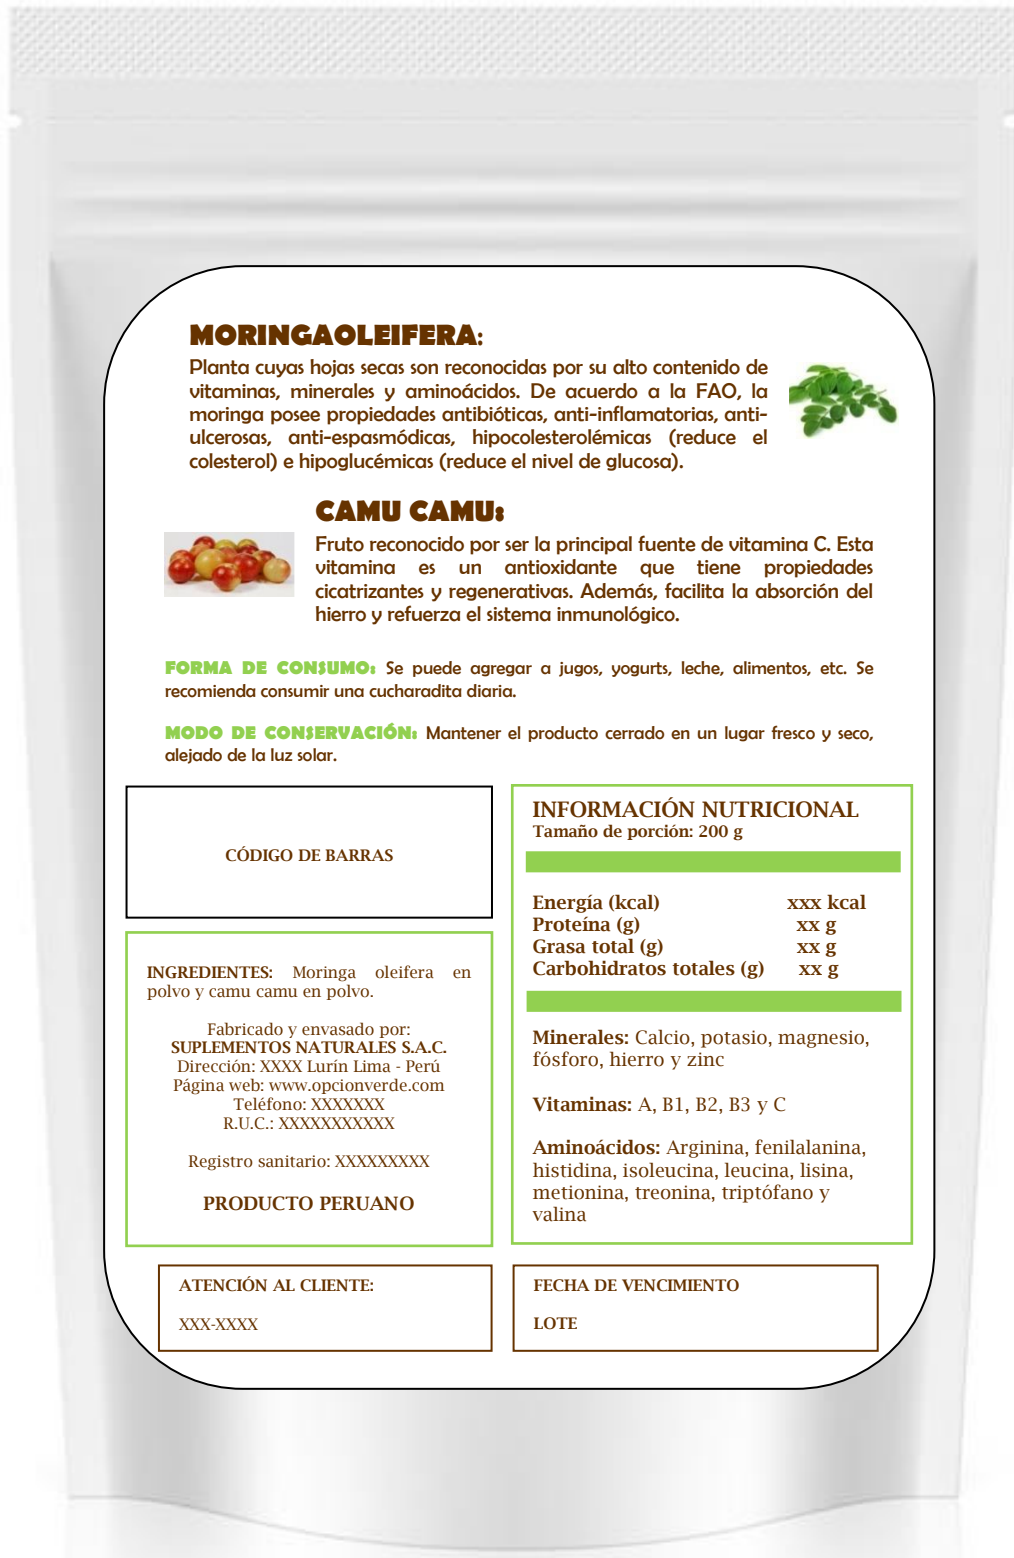 MORINGAOLEIFERA:
Planta cuyas hojas secas son reconocidas por su alto contenido de
vitaminas, minerales y aminoácidos. De acuerdo a la FAO, la
moringa posee propiedades antibióticas, anti-inflamatorias, anti-
ulcerosas, anti-espasmódicas, hipocolesterolémicas (reduce el
colesterol) e hipoglucémicas (reduce el nivel de glucosa).
CAMU CAMU:
Fruto reconocido por ser la principal fuente de vitamina C. Esta
vitamina es un antioxidante que tiene propiedades
cicatrizantes y regenerativas. Además, facilita la absorción del
hierro y refuerza el sistema inmunológico.
FORMA DE CONSUMO: Se puede agregar a jugos, yogurts, leche, alimentos, etc. Se
recomienda consumir una cucharadita diaria.
MODO DE CONSERVACIÓN: Mantener el producto cerrado en un lugar fresco y seco,
alejado de la luz solar.
CÓDIGO DE BARRAS
INGREDIENTES: Moringa oleifera en
polvo y camu camu en polvo.
Fabricado y envasado por:
SUPLEMENTOS NATURALES S.A.C.
Dirección: XXXX Lurín Lima - Perú
Página web: www.opcionverde.com
Teléfono: XXXXXXX
R.U.C.: XXXXXXXXXXX
Registro sanitario: XXXXXXXXX
PRODUCTO PERUANO
INFORMACIÓN NUTRICIONAL
Tamaño de porción: 200 g
Energía (kcal) xxx kcal
Proteína (g) xx g
Grasa total (g) xx g
Carbohidratos totales (g) xx g
Minerales: Calcio, potasio, magnesio,
fósforo, hierro y zinc
Vitaminas: A, B1, B2, B3 y C
Aminoácidos: Arginina, fenilalanina,
histidina, isoleucina, leucina, lisina,
metionina, treonina, triptófano y
valina
ATENCIÓN AL CLIENTE:
XXX-XXXX
FECHA DE VENCIMIENTO
LOTE